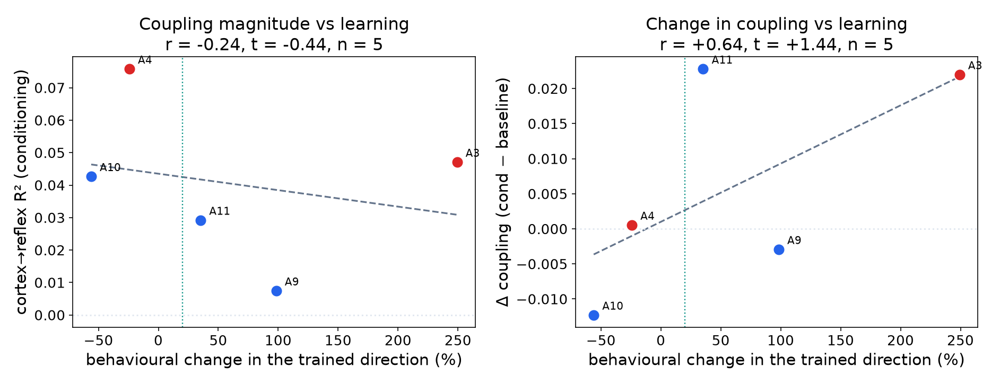 Coupling magnitude vs learning
r = -0.24, t = -0.44, n = 5
cortex→reflex R² (conditioning)
0.07
0.06
0.05
0.04
0.03
0.02
0.01
0.00
A4
A10
A11
A9
A3
−50
0
50
100
150
200
250
behavioural change in the trained direction (%)
Change in coupling vs learning
r = +0.64, t = +1.44, n = 5
Δ coupling (cond − baseline)
0.020
0.015
0.010
0.005
0.000
−0.005
−0.010
A11
A3
A4
A9
A10
−50
0
50
100
150
200
250
behavioural change in the trained direction (%)